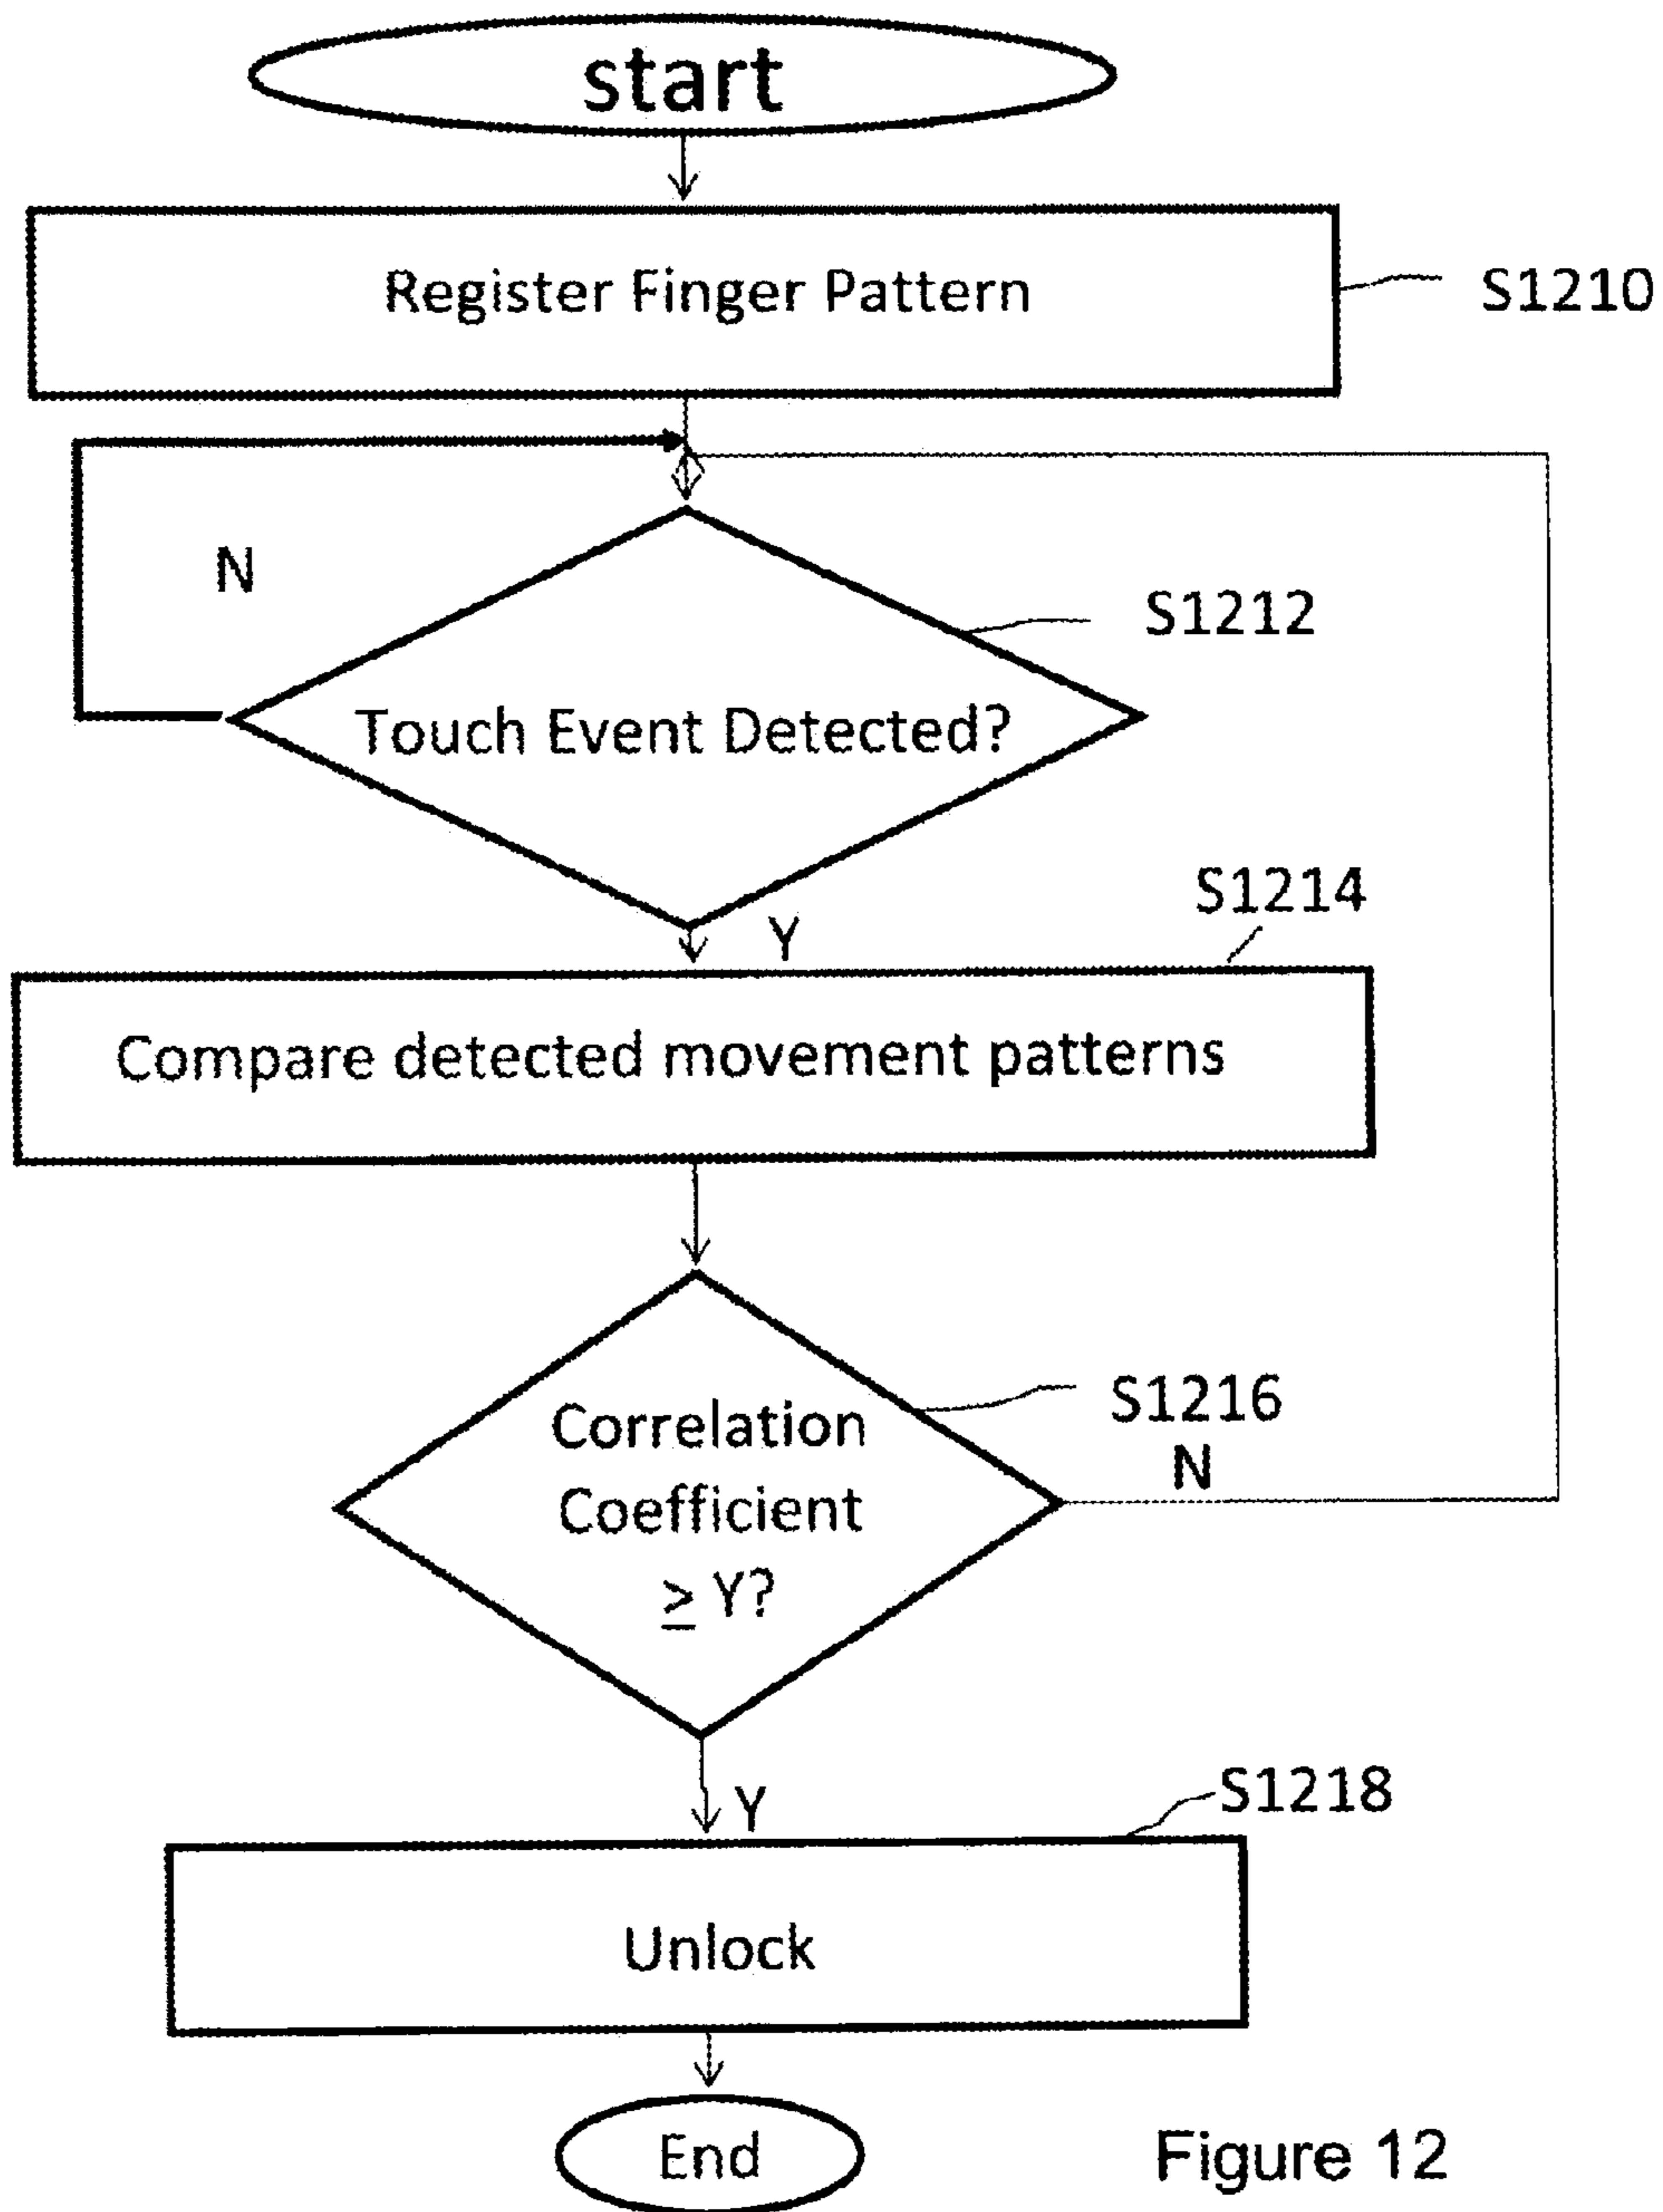 start
Register Finger Pattern
S1210
N
S1212
Touch Event Detected?
S1214
Y
Compare detected movement patterns
Correlation
S1216
Coefficient
N
≥ Y?
Y
S1218
Unlock
End
Figure 12